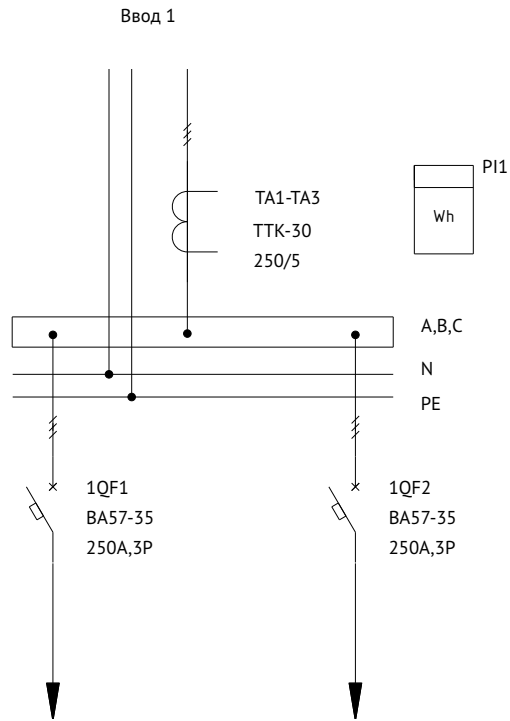 Ввод 1
PI1
Wh
TA1-TA3
ТТК-30
250/5
A,B,C
N
PE
1QF1
ВА57-35
250А,3Р
1QF2
ВА57-35
250А,3Р